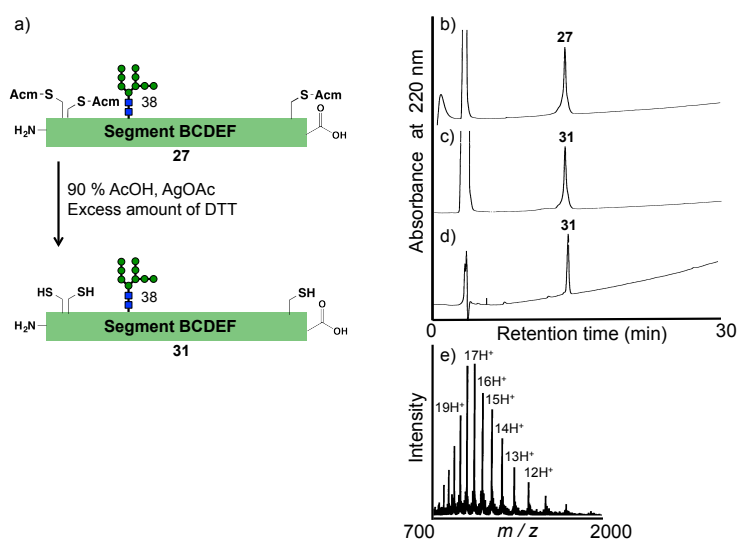 a)
Acm-S
S-Acm
38
S-Acm
O
OH
H₂N
Segment BCDEF
27
90 % AcOH, AgOAc
Excess amount of DTT
HS
SH
38
SH
O
OH
H₂N
Segment BCDEF
31
b)
27
c)
31
d)
31
Absorbance at 220 nm
0
Retention time (min)
30
e)
17H⁺
16H⁺
15H⁺
19H⁺
14H⁺
13H⁺
12H⁺
Intensity
700
m / z
2000